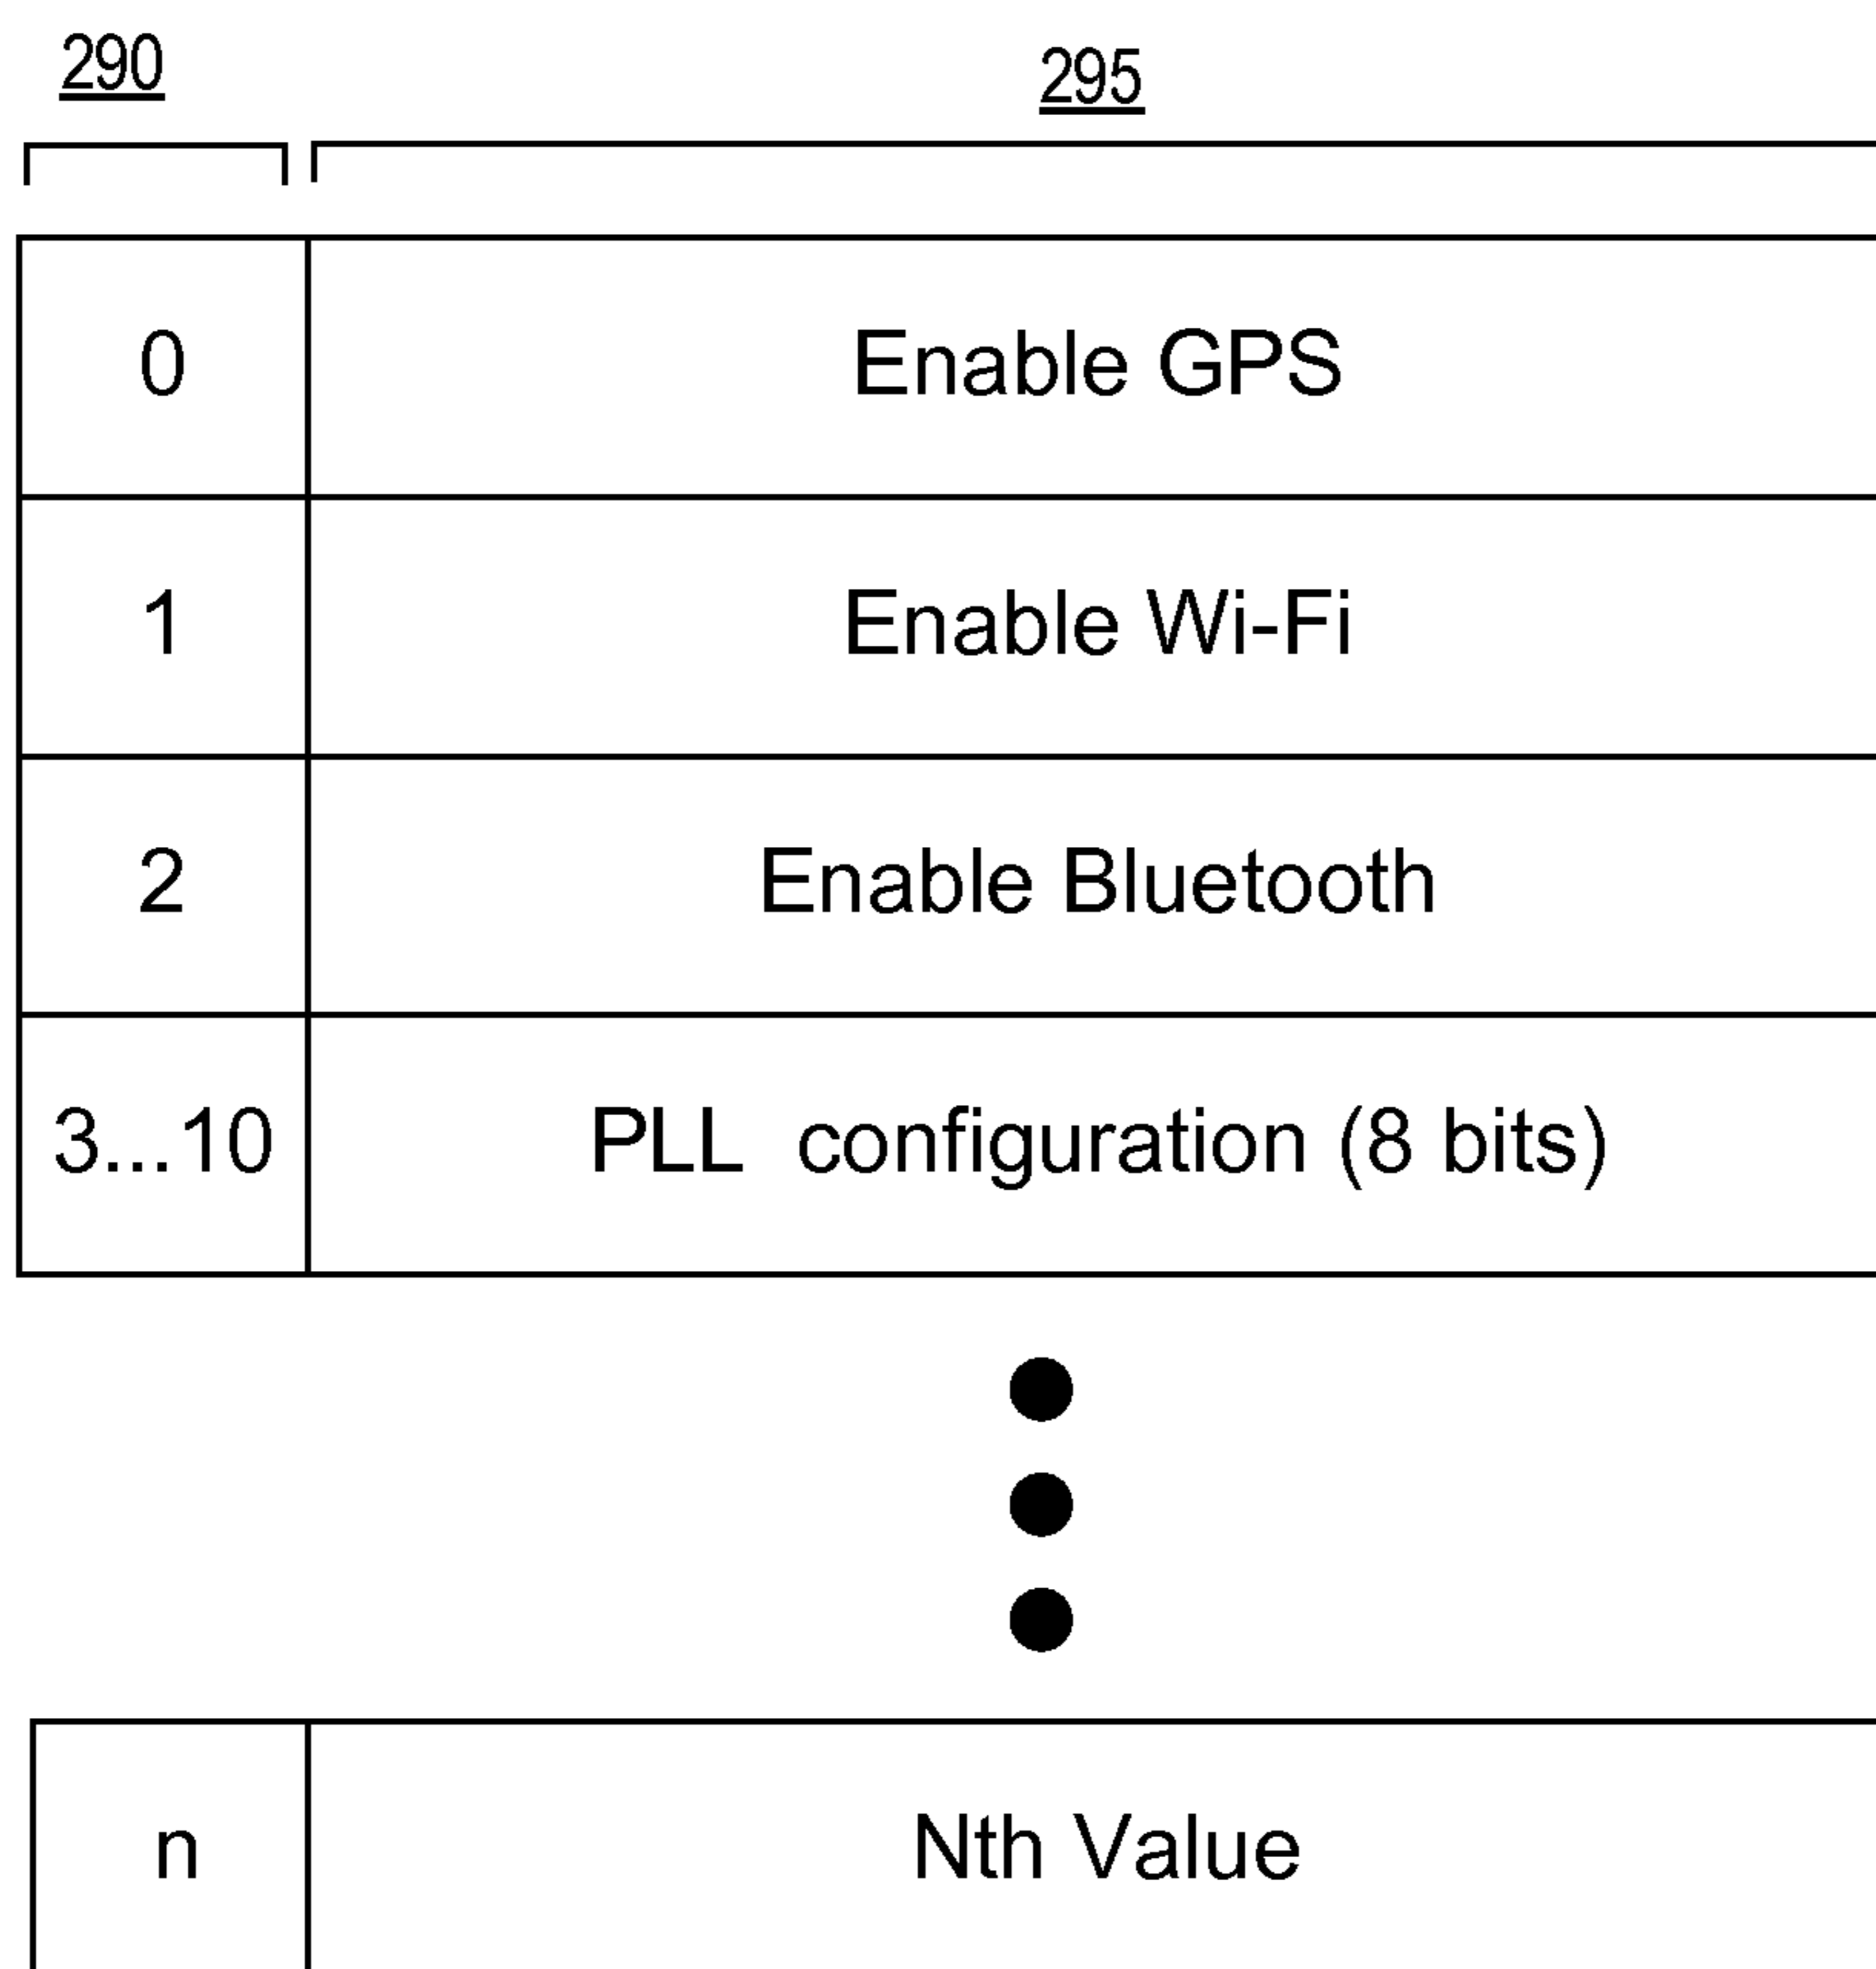 290
295
0 Enable GPS
1 Enable Wi-Fi
2 Enable Bluetooth
3...10 PLL configuration (8 bits)
n Nth Value